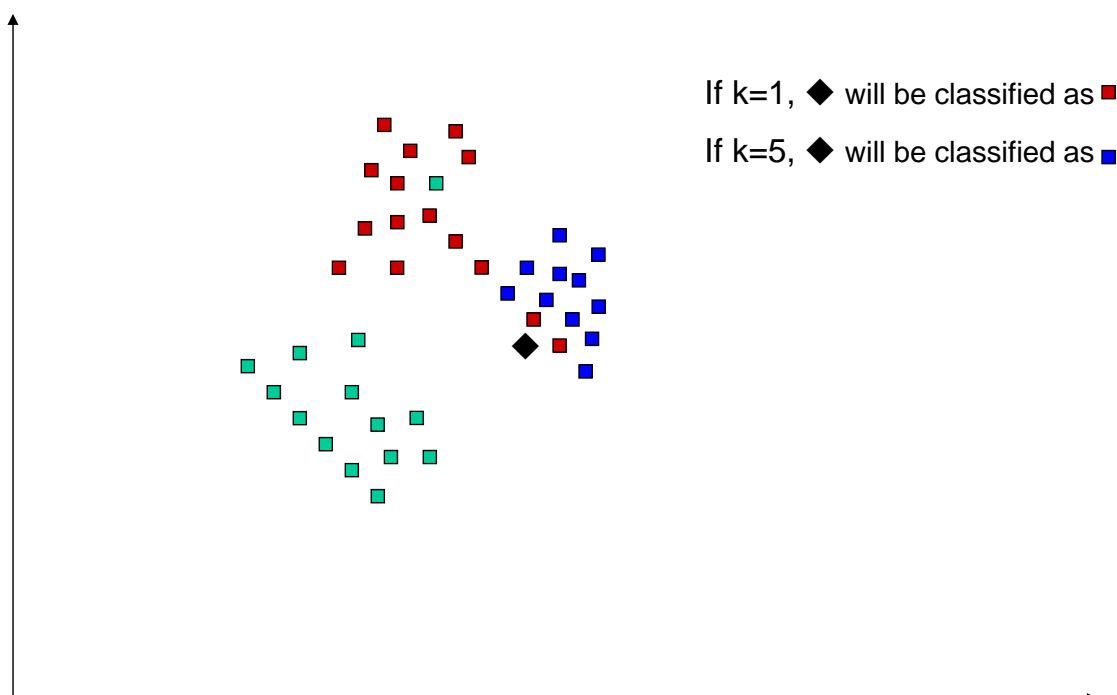 If k=1, ◆ will be classified as ■
If k=5, ◆ will be classified as ■